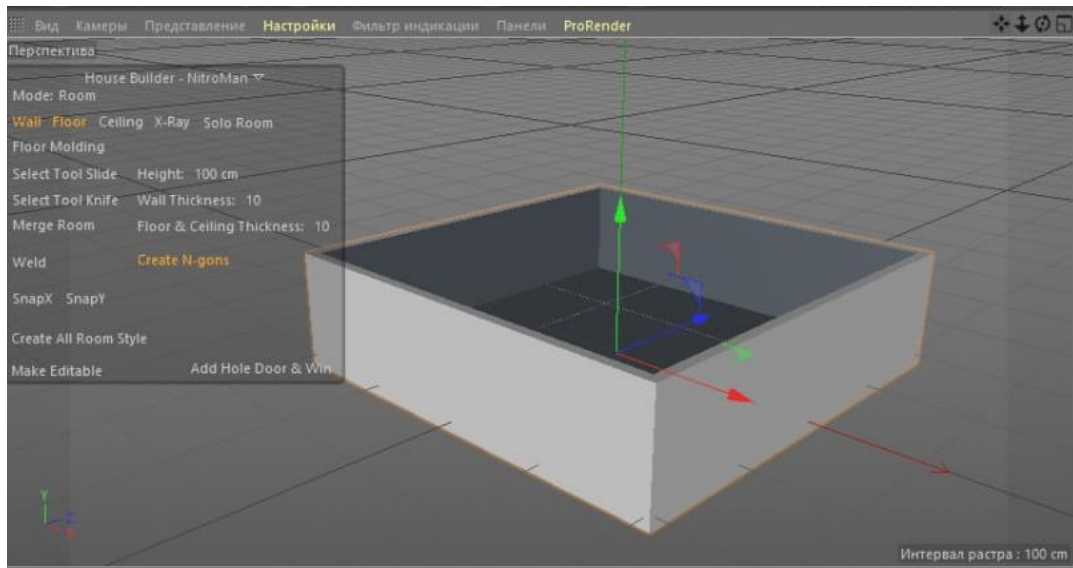 Вид Камеры Представление Настройки Фильтр индикации Панели ProRender
Перспектива
House Builder - NitroMan
Mode: Room
Wall Floor Ceiling X-Ray Solo Room
Floor Molding
Select Tool Slide Height: 100 cm
Select Tool Knife Wall Thickness: 10
Merge Room Floor & Ceiling Thickness: 10
Weld Create N-gons
SnapX SnapY
Create All Room Style
Make Editable Add Hole Door & Win
Y
Z
X
Интервал растра : 100 cm